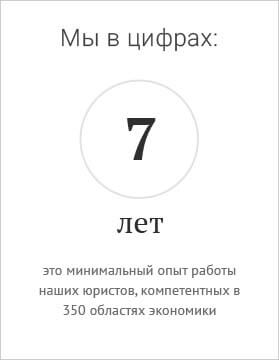 Мы в цифрах:
7
лет
это минимальный опыт работы
наших юристов, компетентных в
350 областях экономики